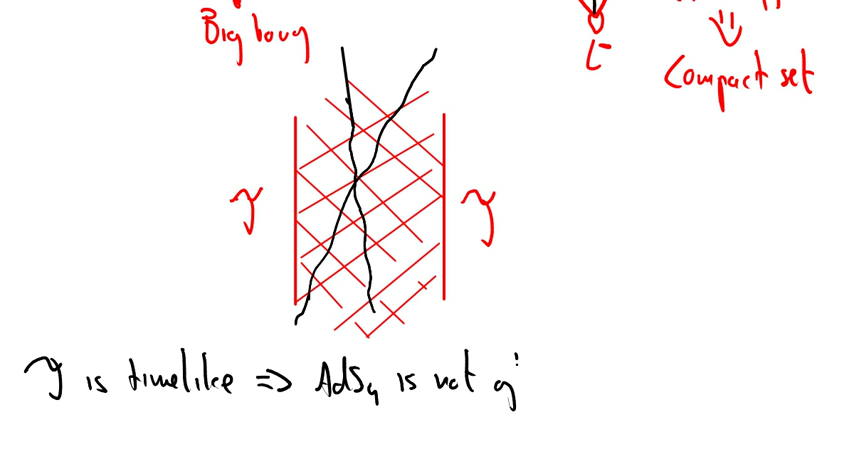 Big bang
t
⇓
Compact set
𝒥 𝒥
𝒥 is timelike ⇒ AdS₄ is not g